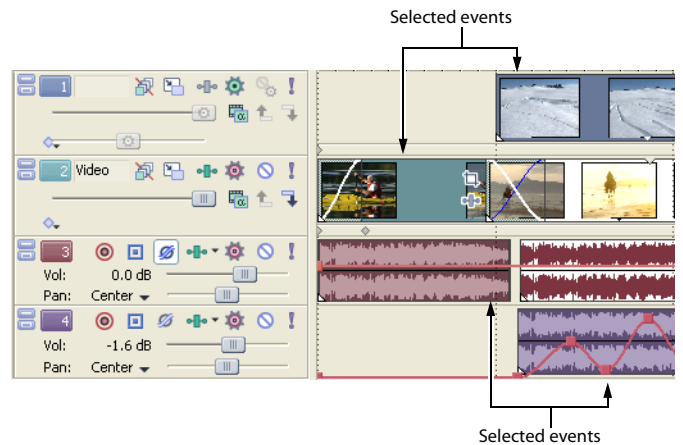 Selected events
1
2 Video
3
Vol: 0.0 dB
Pan: Center
4
Vol: -1.6 dB
Pan: Center
Selected events